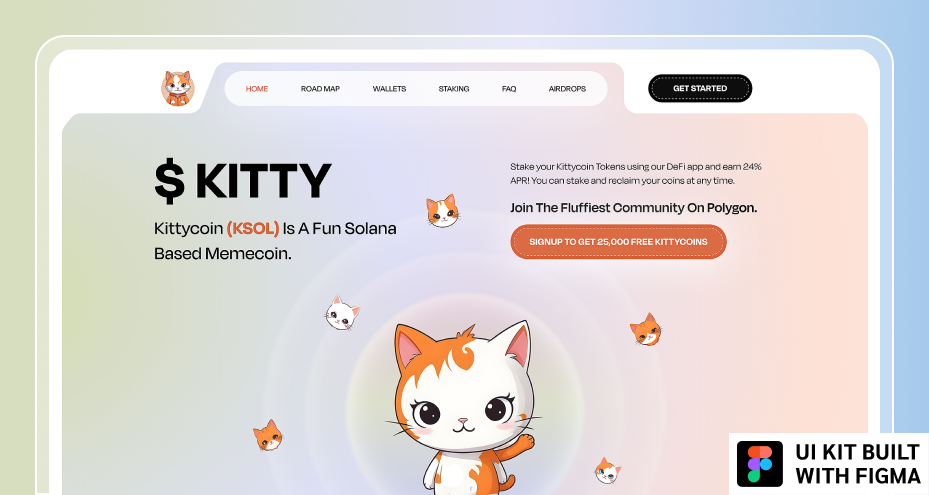 HOME
ROAD MAP
WALLETS
STAKING
FAQ
AIRDROPS
GET STARTED
$ KITTY
Kittycoin (KSOL) Is A Fun Solana
Based Memecoin.
Stake your Kittycoin Tokens using our DeFi app and earn 24%
APR! You can stake and reclaim your coins at any time.
Join The Fluffiest Community On Polygon.
SIGNUP TO GET 25,000 FREE KITTYCOINS
UI KIT BUILT
WITH FIGMA